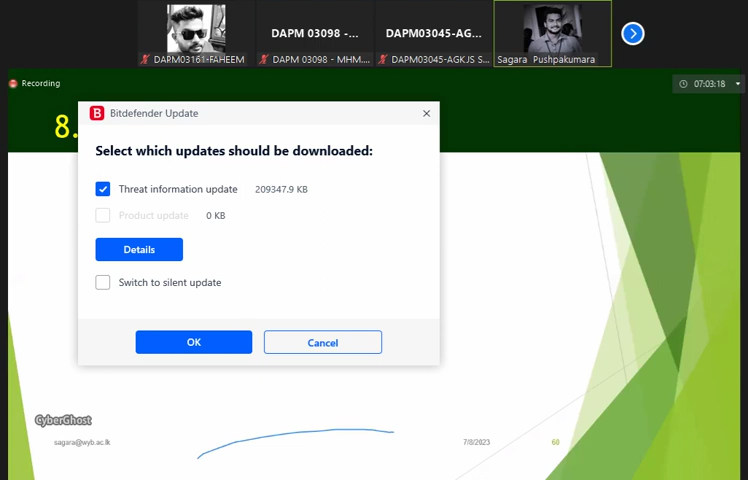 DAPM 03098 -...
DAPM03045-AG...
DARM03161-FAHEEM
DAPM 03098 - MHM....
DAPM03045-AGKJS S...
Sagara Pushpakumara
Recording
07:03:18
8.
Bitdefender Update
Select which updates should be downloaded:
Threat information update 209347.9 KB
Product update 0 KB
Details
Switch to silent update
OK
Cancel
CyberGhost
sagara@wyb.ac.lk
7/8/2023
60